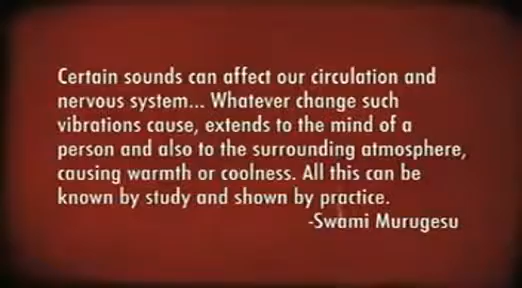 Certain sounds can affect our circulation and
nervous system... Whatever change such
vibrations cause, extends to the mind of a
person and also to the surrounding atmosphere,
causing warmth or coolness. All this can be
known by study and shown by practice.
-Swami Murugesu